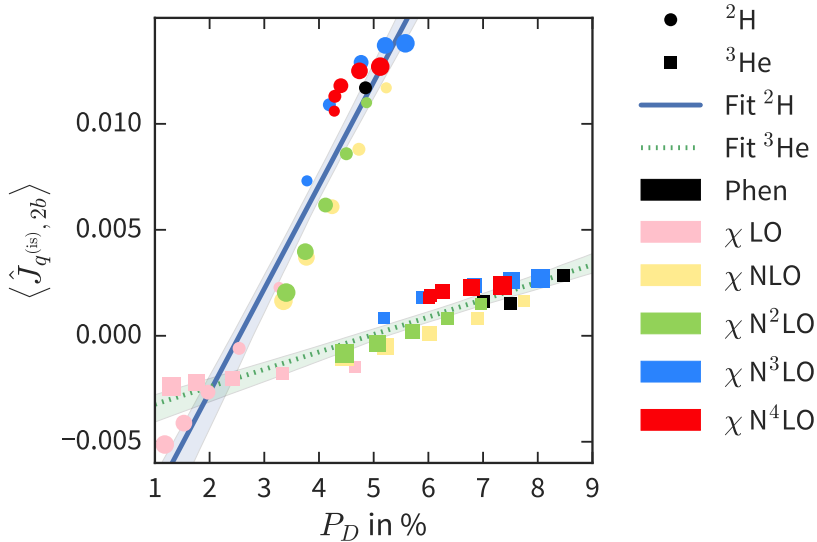 ⟨Ĵ_{q^{(is)}, 2b}⟩
0.010
0.005
0.000
−0.005
1 2 3 4 5 6 7 8 9
P_D in %
²H
³He
Fit ²H
Fit ³He
Phen
χ LO
χ NLO
χ N²LO
χ N³LO
χ N⁴LO